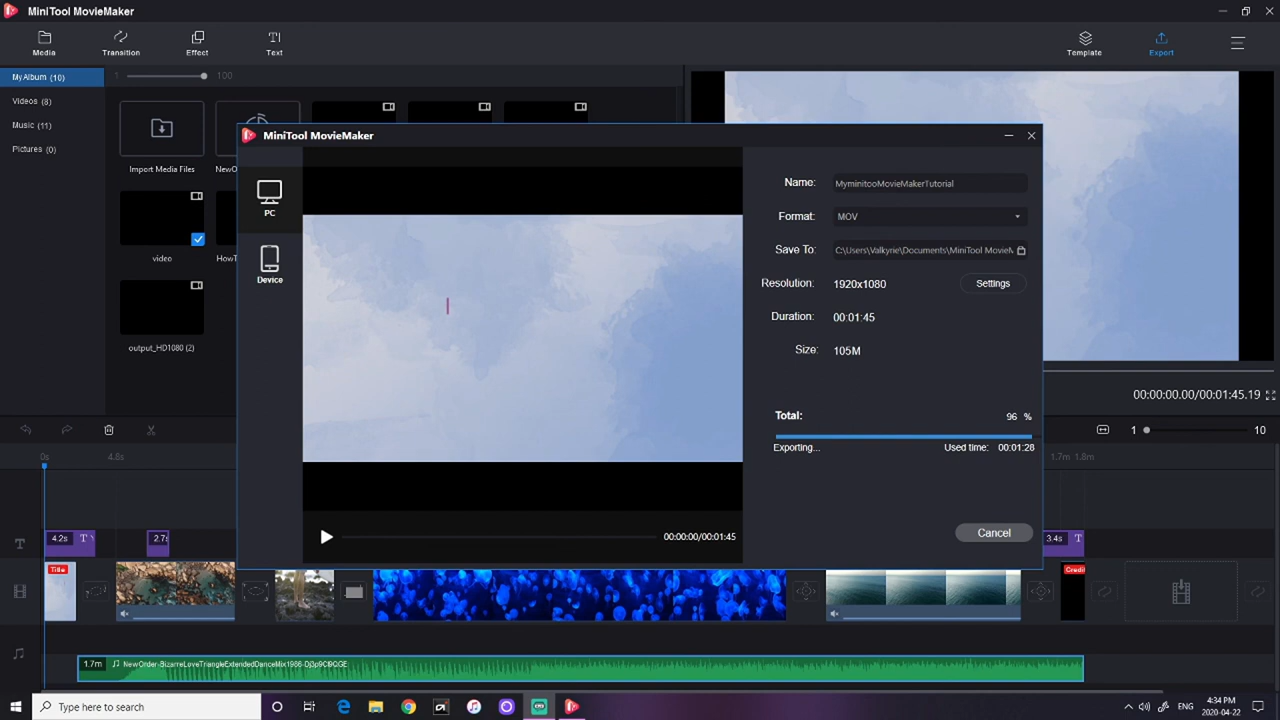 MiniTool MovieMaker
Media
Transition
Effect
Text
Template
Export
MyAlbum (10)
1
100
Videos (8)
Music (11)
Pictures (0)
Import Media Files
NewO
video
HowT
output_HD1080 (2)
MiniTool MovieMaker
PC
Device
Name:
MyminitooMovieMakerTutorial
Format:
MOV
Save To:
C:\Users\Valkyrie\Documents\MiniTool MovieM
Resolution:
1920x1080
Settings
Duration:
00:01:45
Size:
105M
Total:
96 %
Exporting...
Used time: 00:01:28
Cancel
00:00:00/00:01:45
00:00:00.00/00:01:45.19
1
10
0s
4.8s
1.7m
1.8m
4.2s
2.7s
3.4s
Title
Credit
1.7m
NewOrder-BizarreLoveTriangleExtendedDanceMix1986-Dj3p9Cl9QGE
Type here to search
ENG
4:34 PM
2020-04-22